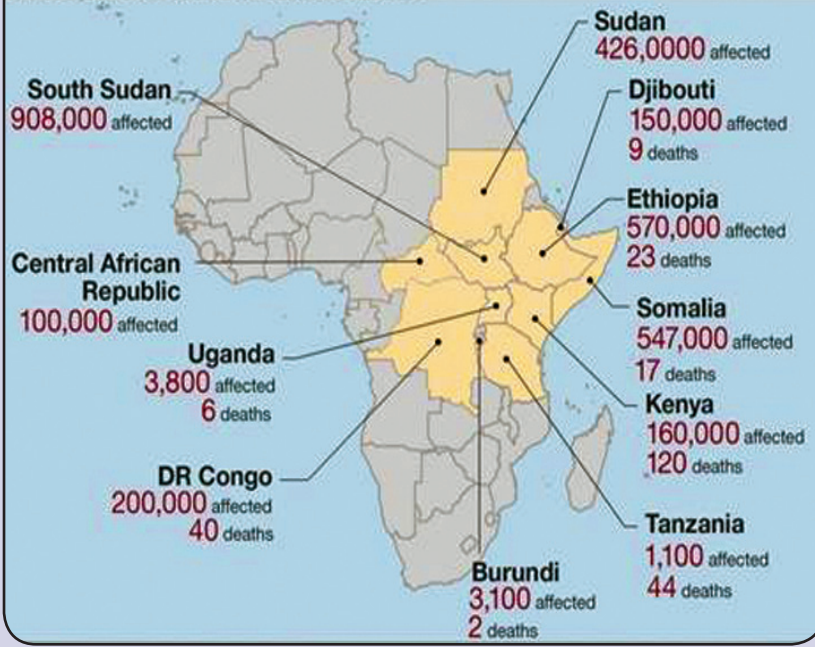 Sudan
426,0000 affected
South Sudan
908,000 affected
Djibouti
150,000 affected
9 deaths
Ethiopia
570,000 affected
23 deaths
Central African
Republic
100,000 affected
Somalia
547,000 affected
17 deaths
Uganda
3,800 affected
6 deaths
Kenya
160,000 affected
120 deaths
DR Congo
200,000 affected
40 deaths
Tanzania
1,100 affected
44 deaths
Burundi
3,100 affected
2 deaths